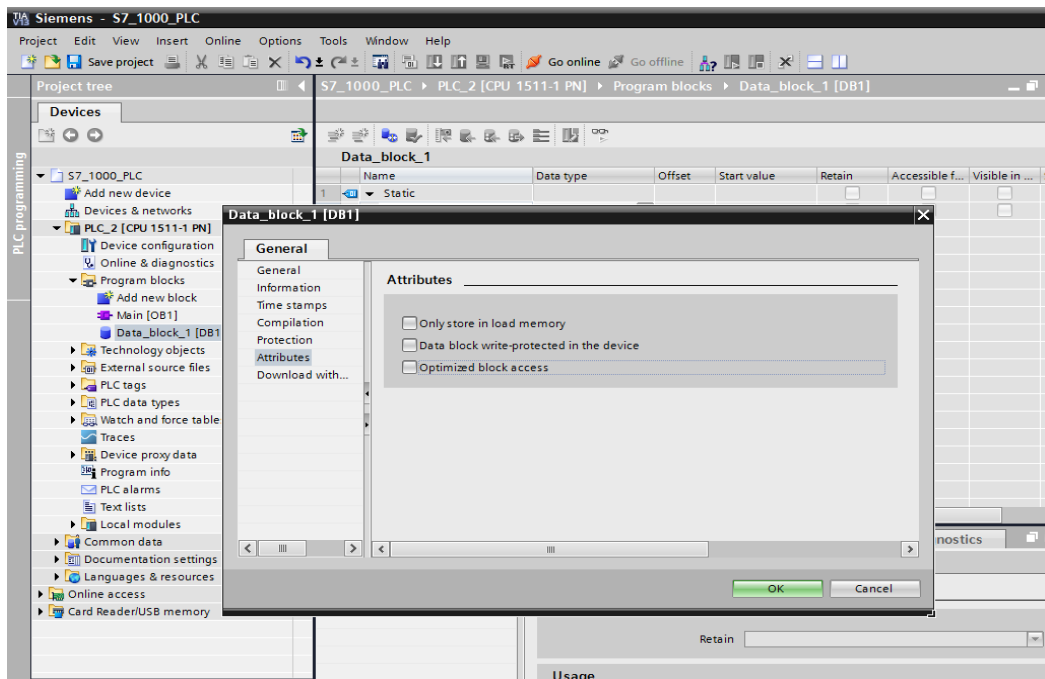 Siemens - S7_1000_PLC
Project Edit View Insert Online Options Tools Window Help
Save project Go online Go offline
Project tree
S7_1000_PLC PLC_2 [CPU 1511-1 PN] Program blocks Data_block_1 [DB1]
Devices
PLC programming
Data_block_1
Name Data type Offset Start value Retain Accessible f... Visible in ...
1 Static
S7_1000_PLC
Add new device
Devices & networks
PLC_2 [CPU 1511-1 PN]
Device configuration
Online & diagnostics
Program blocks
Add new block
Main [OB1]
Data_block_1 [DB1
Technology objects
External source files
PLC tags
PLC data types
Watch and force table
Traces
Device proxy data
Program info
PLC alarms
Text lists
Local modules
Common data
Documentation settings
Languages & resources
Online access
Card Reader/USB memory
Data_block_1 [DB1]
General
General
Information
Time stamps
Compilation
Protection
Attributes
Download with...
Attributes
Only store in load memory
Data block write-protected in the device
Optimized block access
OK Cancel
nostics
Retain
Usage